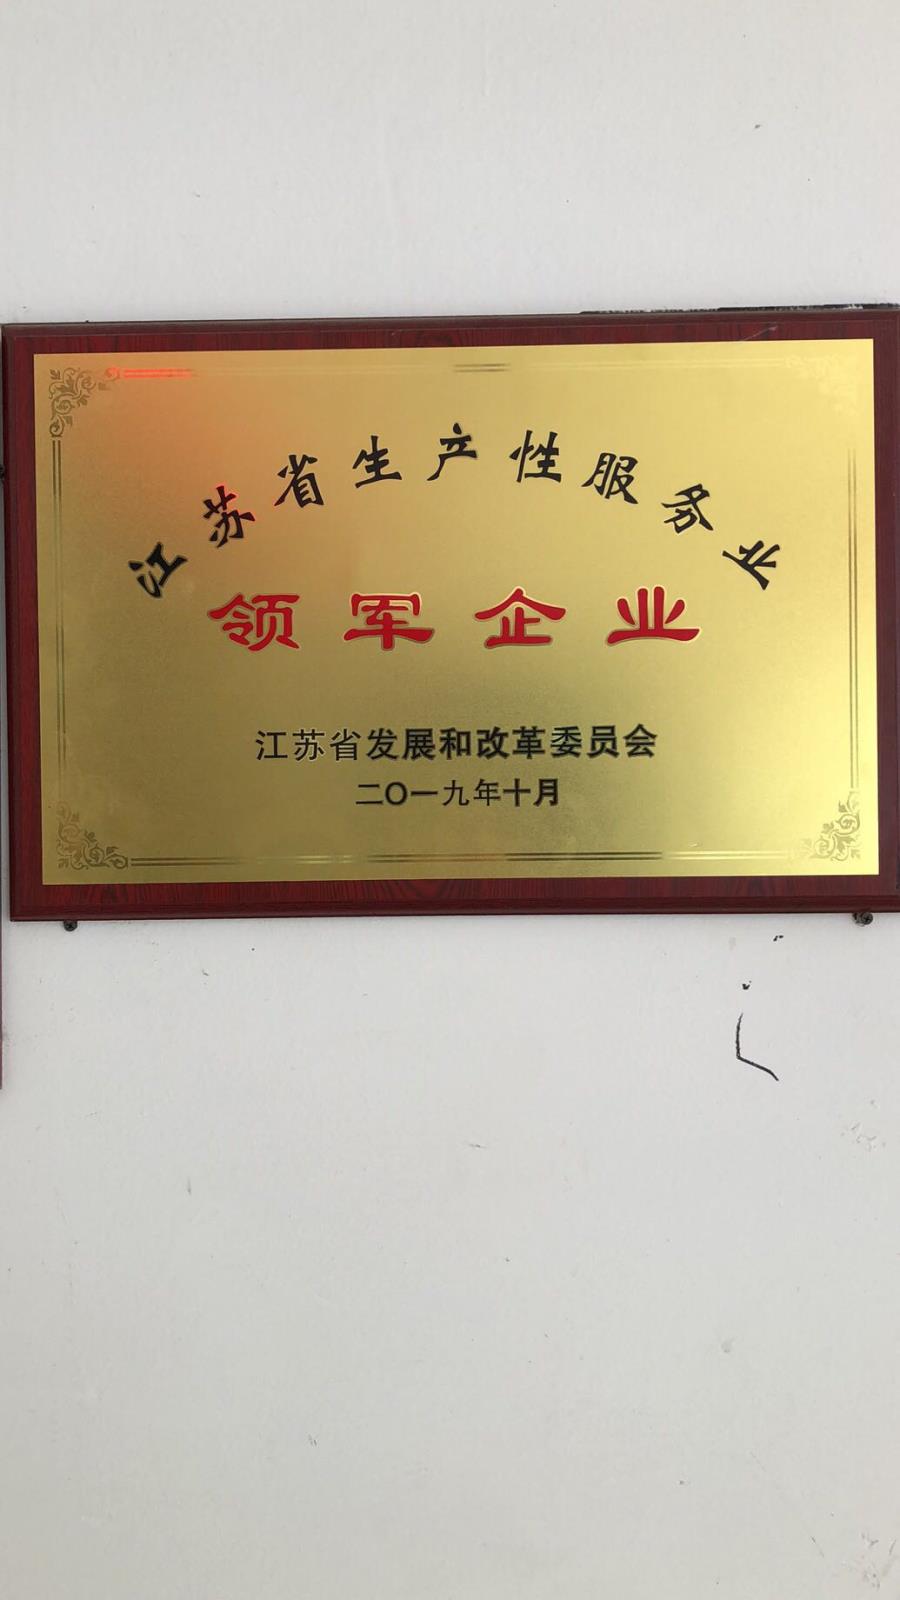 江苏省生产性服务业
领军企业
江苏省发展和改革委员会
二〇一九年十月